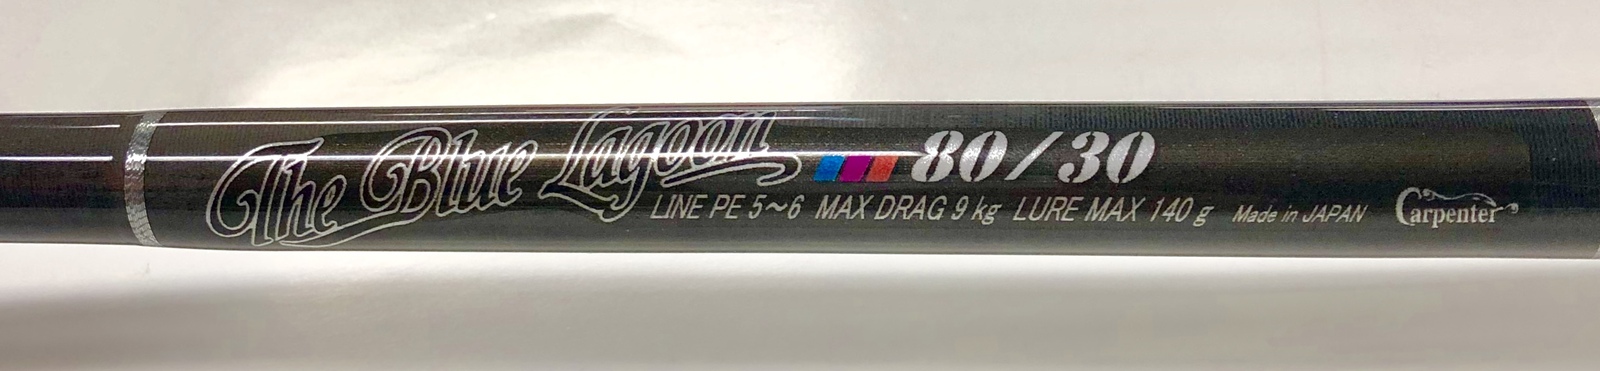 The Blue Lagoon 80/30
LINE PE 5~6 MAX DRAG 9 kg LURE MAX 140 g Made in JAPAN Carpenter